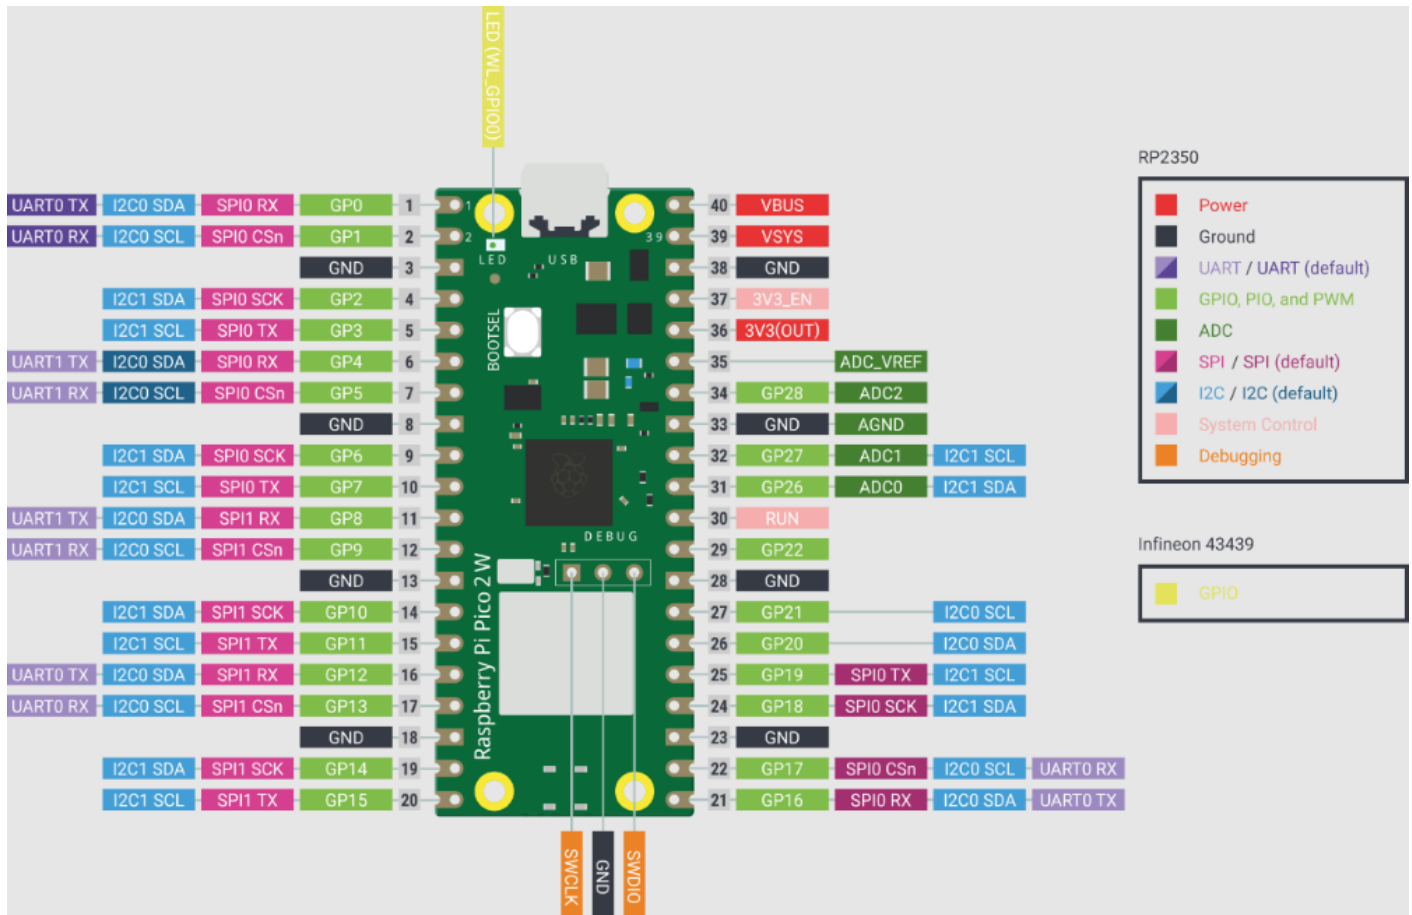 LED (WL_GPIO0)
UART0 TX I2C0 SDA SPI0 RX GP0 1 1 40 VBUS
UART0 RX I2C0 SCL SPI0 CSn GP1 2 2 39 39 VSYS
GND 3 LED USB 38 GND
I2C1 SDA SPI0 SCK GP2 4 37 3V3_EN
I2C1 SCL SPI0 TX GP3 5 BOOTSEL 36 3V3(OUT)
UART1 TX I2C0 SDA SPI0 RX GP4 6 35 ADC_VREF
UART1 RX I2C0 SCL SPI0 CSn GP5 7 34 GP28 ADC2
GND 8 33 GND AGND
I2C1 SDA SPI0 SCK GP6 9 32 GP27 ADC1 I2C1 SCL
I2C1 SCL SPI0 TX GP7 10 31 GP26 ADC0 I2C1 SDA
UART1 TX I2C0 SDA SPI1 RX GP8 11 30 RUN
UART1 RX I2C0 SCL SPI1 CSn GP9 12 DEBUG 29 GP22
GND 13 28 GND
I2C1 SDA SPI1 SCK GP10 14 27 GP21 I2C0 SCL
I2C1 SCL SPI1 TX GP11 15 26 GP20 I2C0 SDA
UART0 TX I2C0 SDA SPI1 RX GP12 16 25 GP19 SPI0 TX I2C1 SCL
UART0 RX I2C0 SCL SPI1 CSn GP13 17 24 GP18 SPI0 SCK I2C1 SDA
GND 18 23 GND
I2C1 SDA SPI1 SCK GP14 19 22 GP17 SPI0 CSn I2C0 SCL UART0 RX
I2C1 SCL SPI1 TX GP15 20 21 GP16 SPI0 RX I2C0 SDA UART0 TX
Raspberry Pi Pico 2 W
SWCLK
GND
SWDIO
RP2350
Power
Ground
UART / UART (default)
GPIO, PIO, and PWM
ADC
SPI / SPI (default)
I2C / I2C (default)
System Control
Debugging
Infineon 43439
GPIO